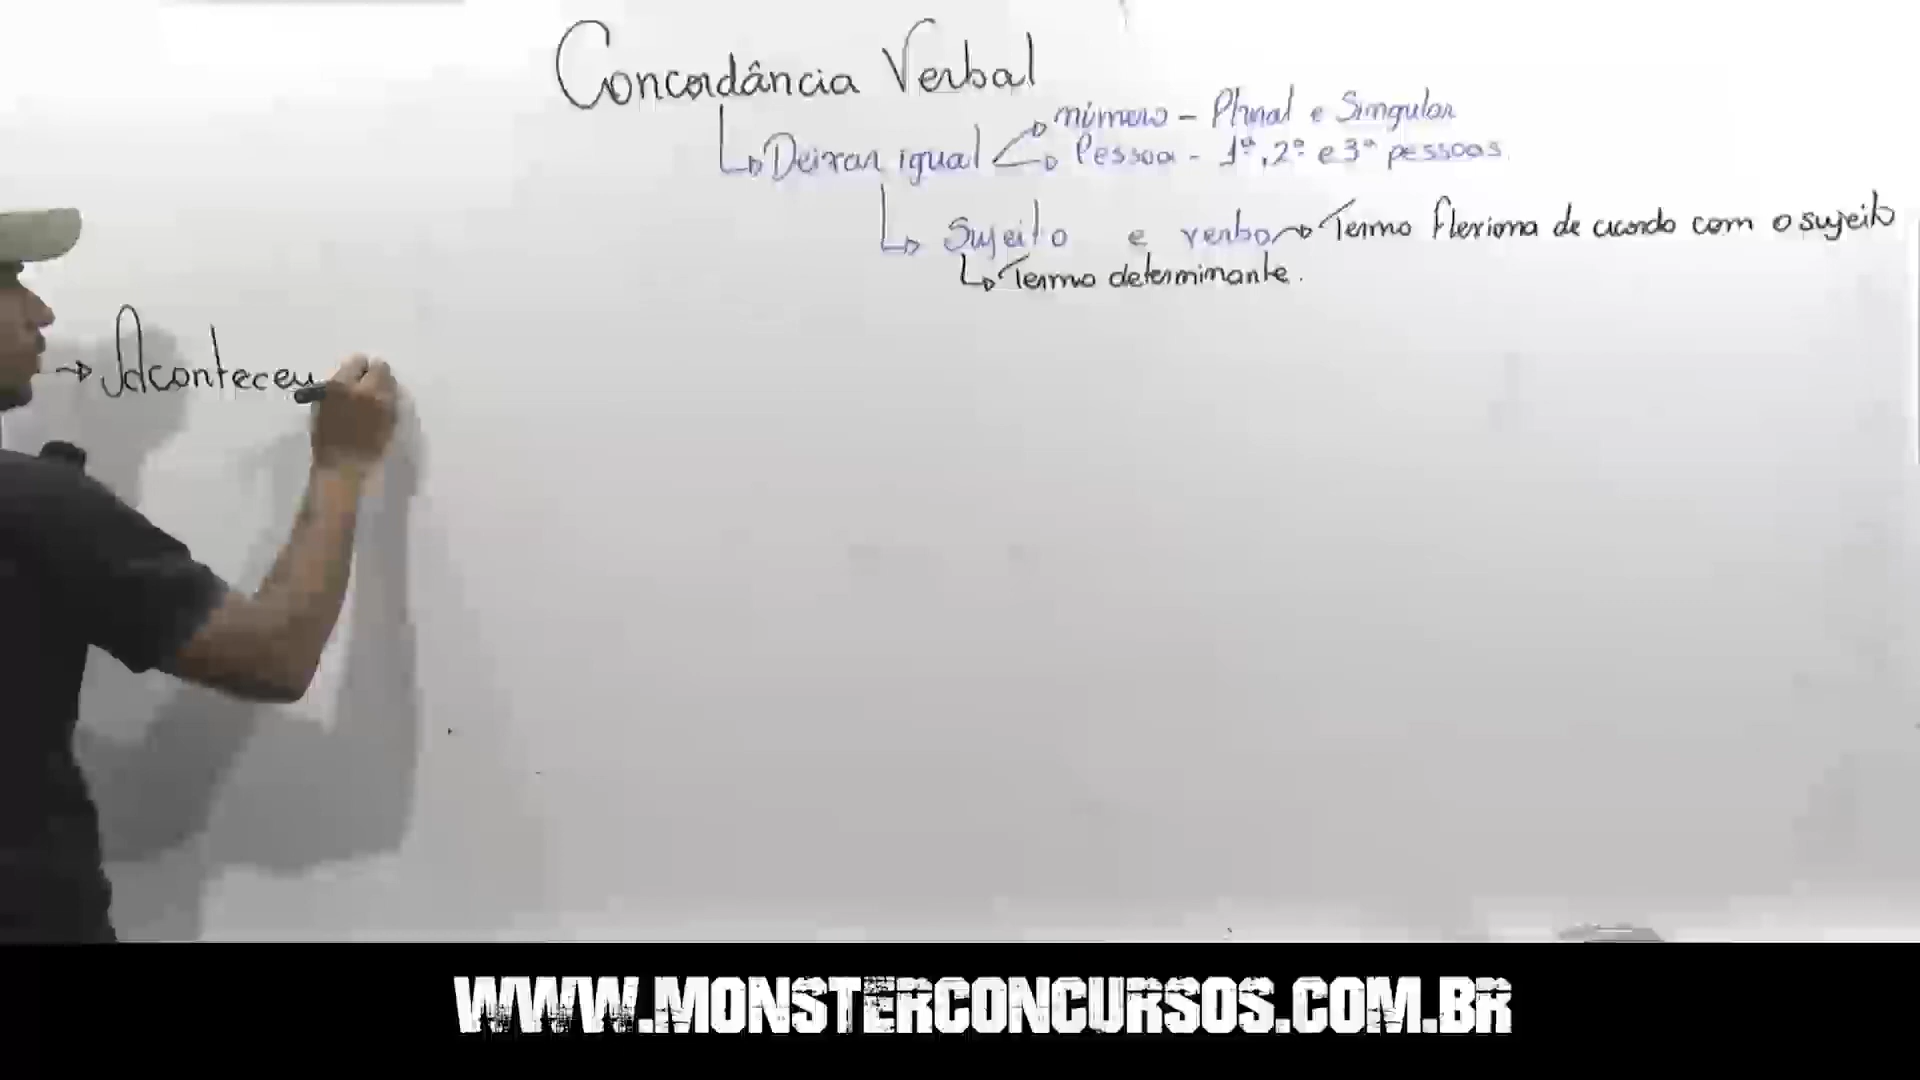 Concordância Verbal
↳ Deixar igual
→ número - Plural e Singular
→ Pessoa - 1ª, 2ª e 3ª pessoas.
↳ Sujeito e verbo → Termo flexiona de acordo com o sujeito
↳ Termo determinante.
→ Aconteceu
WWW.MONSTERCONCURSOS.COM.BR